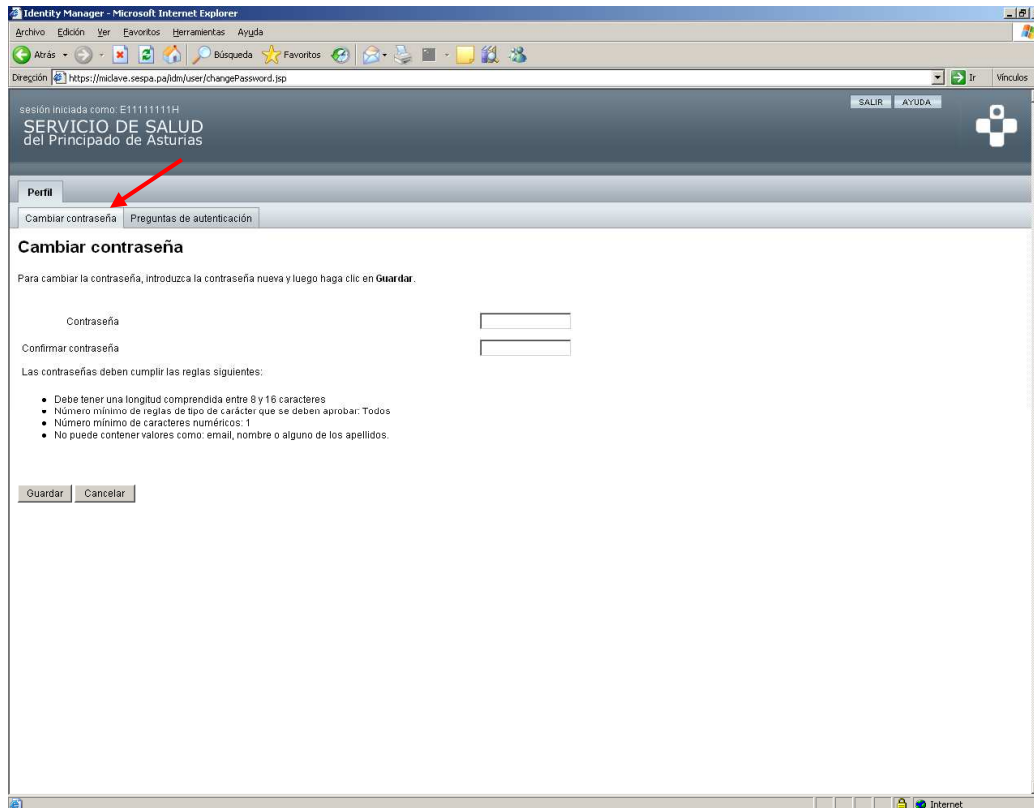 Identity Manager - Microsoft Internet Explorer
Archivo Edición Ver Favoritos Herramientas Ayuda
Atrás Búsqueda Favoritos
Dirección https://miclave.sespa.pa/idm/user/changePassword.jsp Ir Vínculos
sesión iniciada como: E11111111H SALIR AYUDA
SERVICIO DE SALUD
del Principado de Asturias
Perfil
Cambiar contraseña Preguntas de autenticación
Cambiar contraseña
Para cambiar la contraseña, introduzca la contraseña nueva y luego haga clic en Guardar.
Contraseña
Confirmar contraseña
Las contraseñas deben cumplir las reglas siguientes:
Debe tener una longitud comprendida entre 8 y 16 caracteres
Número mínimo de reglas de tipo de carácter que se deben aprobar: Todos
Número mínimo de caracteres numéricos: 1
No puede contener valores como: email, nombre o alguno de los apellidos.
Guardar Cancelar
Internet